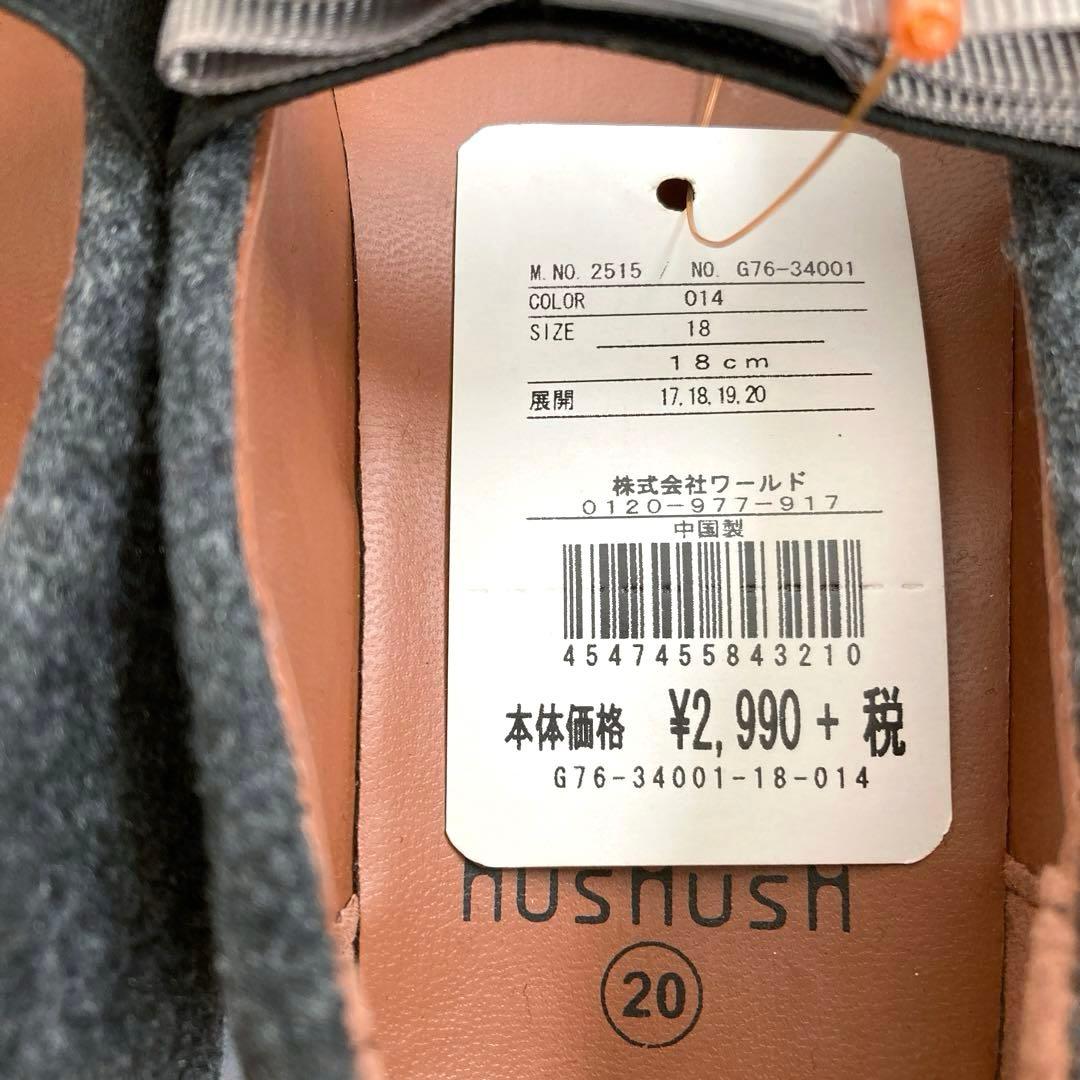 M.NO. 2515 / NO. G76-34001
COLOR 014
SIZE 18
18cm
展開 17,18,19,20
株式会社ワールド
0120-977-917
中国製
4547455843210
本体価格 ¥2,990 + 税
G76-34001-18-014
HUSHUSH
20